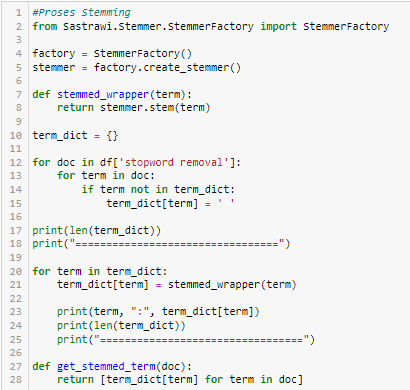 1 #Proses Stemming
2 from Sastrawi.Stemmer.StemmerFactory import StemmerFactory
3
4 factory = StemmerFactory()
5 stemmer = factory.create_stemmer()
6
7 def stemmed_wrapper(term):
8     return stemmer.stem(term)
9
10 term_dict = {}
11
12 for doc in df['stopword removal']:
13     for term in doc:
14         if term not in term_dict:
15             term_dict[term] = ' '
16
17 print(len(term_dict))
18 print("=================================")
19
20 for term in term_dict:
21     term_dict[term] = stemmed_wrapper(term)
22
23     print(term, ":", term_dict[term])
24     print(len(term_dict))
25     print("=================================")
26
27 def get_stemmed_term(doc):
28     return [term_dict[term] for term in doc]